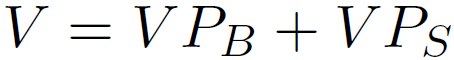 V = VP_B + VP_S